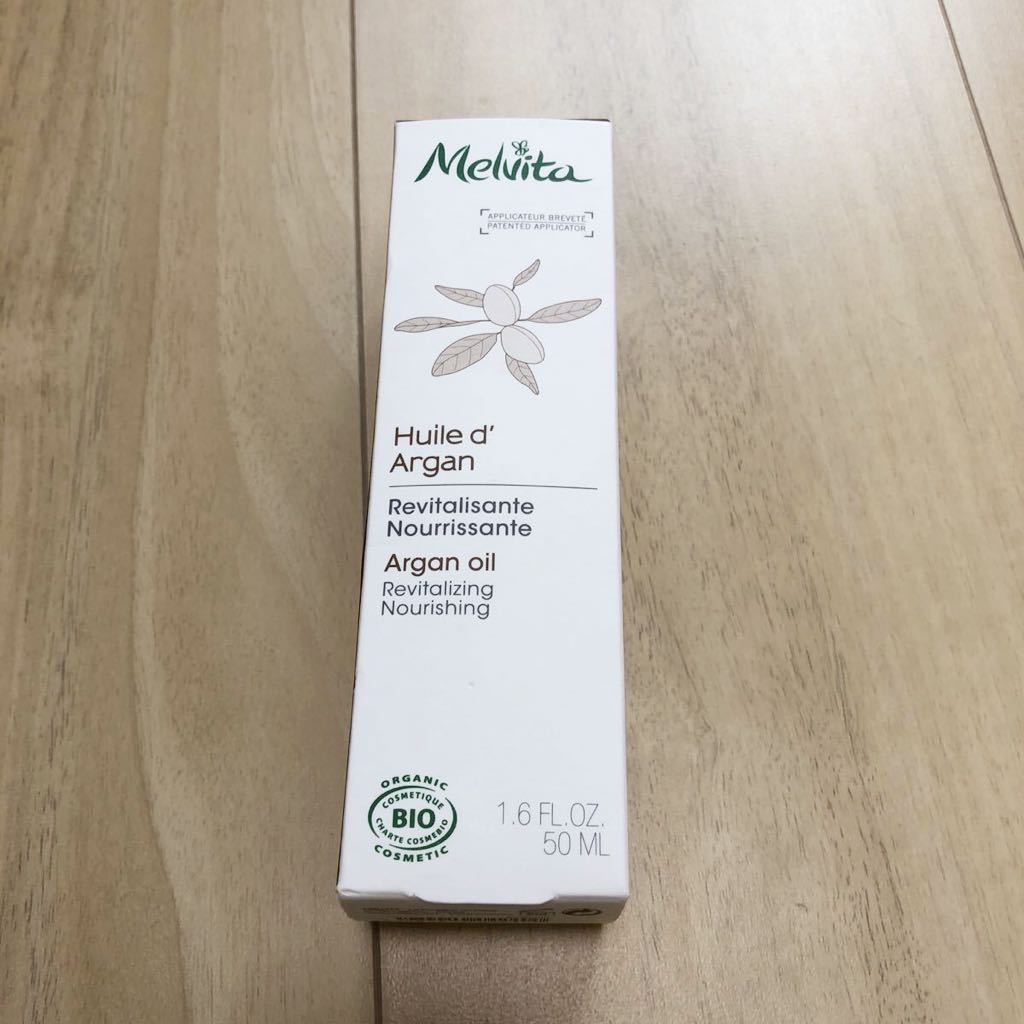 Melvita
APPLICATEUR BREVETÉ
PATENTED APPLICATOR
Huile d'
Argan
Revitalisante
Nourrissante
Argan oil
Revitalizing
Nourishing
ORGANIC
COSMETIQUE
BIO
CHARTE COSMEBIO
COSMETIC
1.6 FL.OZ.
50 ML